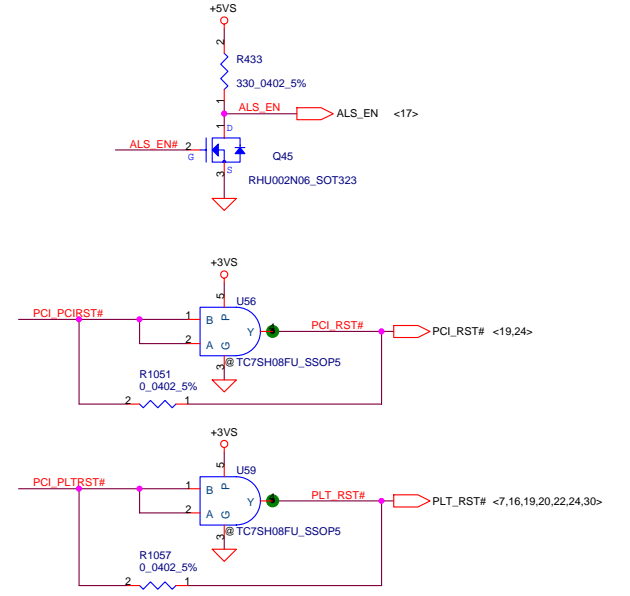 +5VS
2
R433
330_0402_5%
1
ALS_EN
ALS_EN <17>
1
D
ALS_EN# 2
G
Q45
S
3
RHU002N06_SOT323
+3VS
5
U56
PCI_PCIRST#
1
B
P
Y
PCI_RST#
PCI_RST# <19,24>
2
A
G
3
@TC7SH08FU_SSOP5
R1051
0_0402_5%
2
1
+3VS
5
U59
PCI_PLTRST#
1
B
P
Y
PLT_RST#
PLT_RST# <7,16,19,20,22,24,30>
2
A
G
3
@TC7SH08FU_SSOP5
R1057
0_0402_5%
2
1